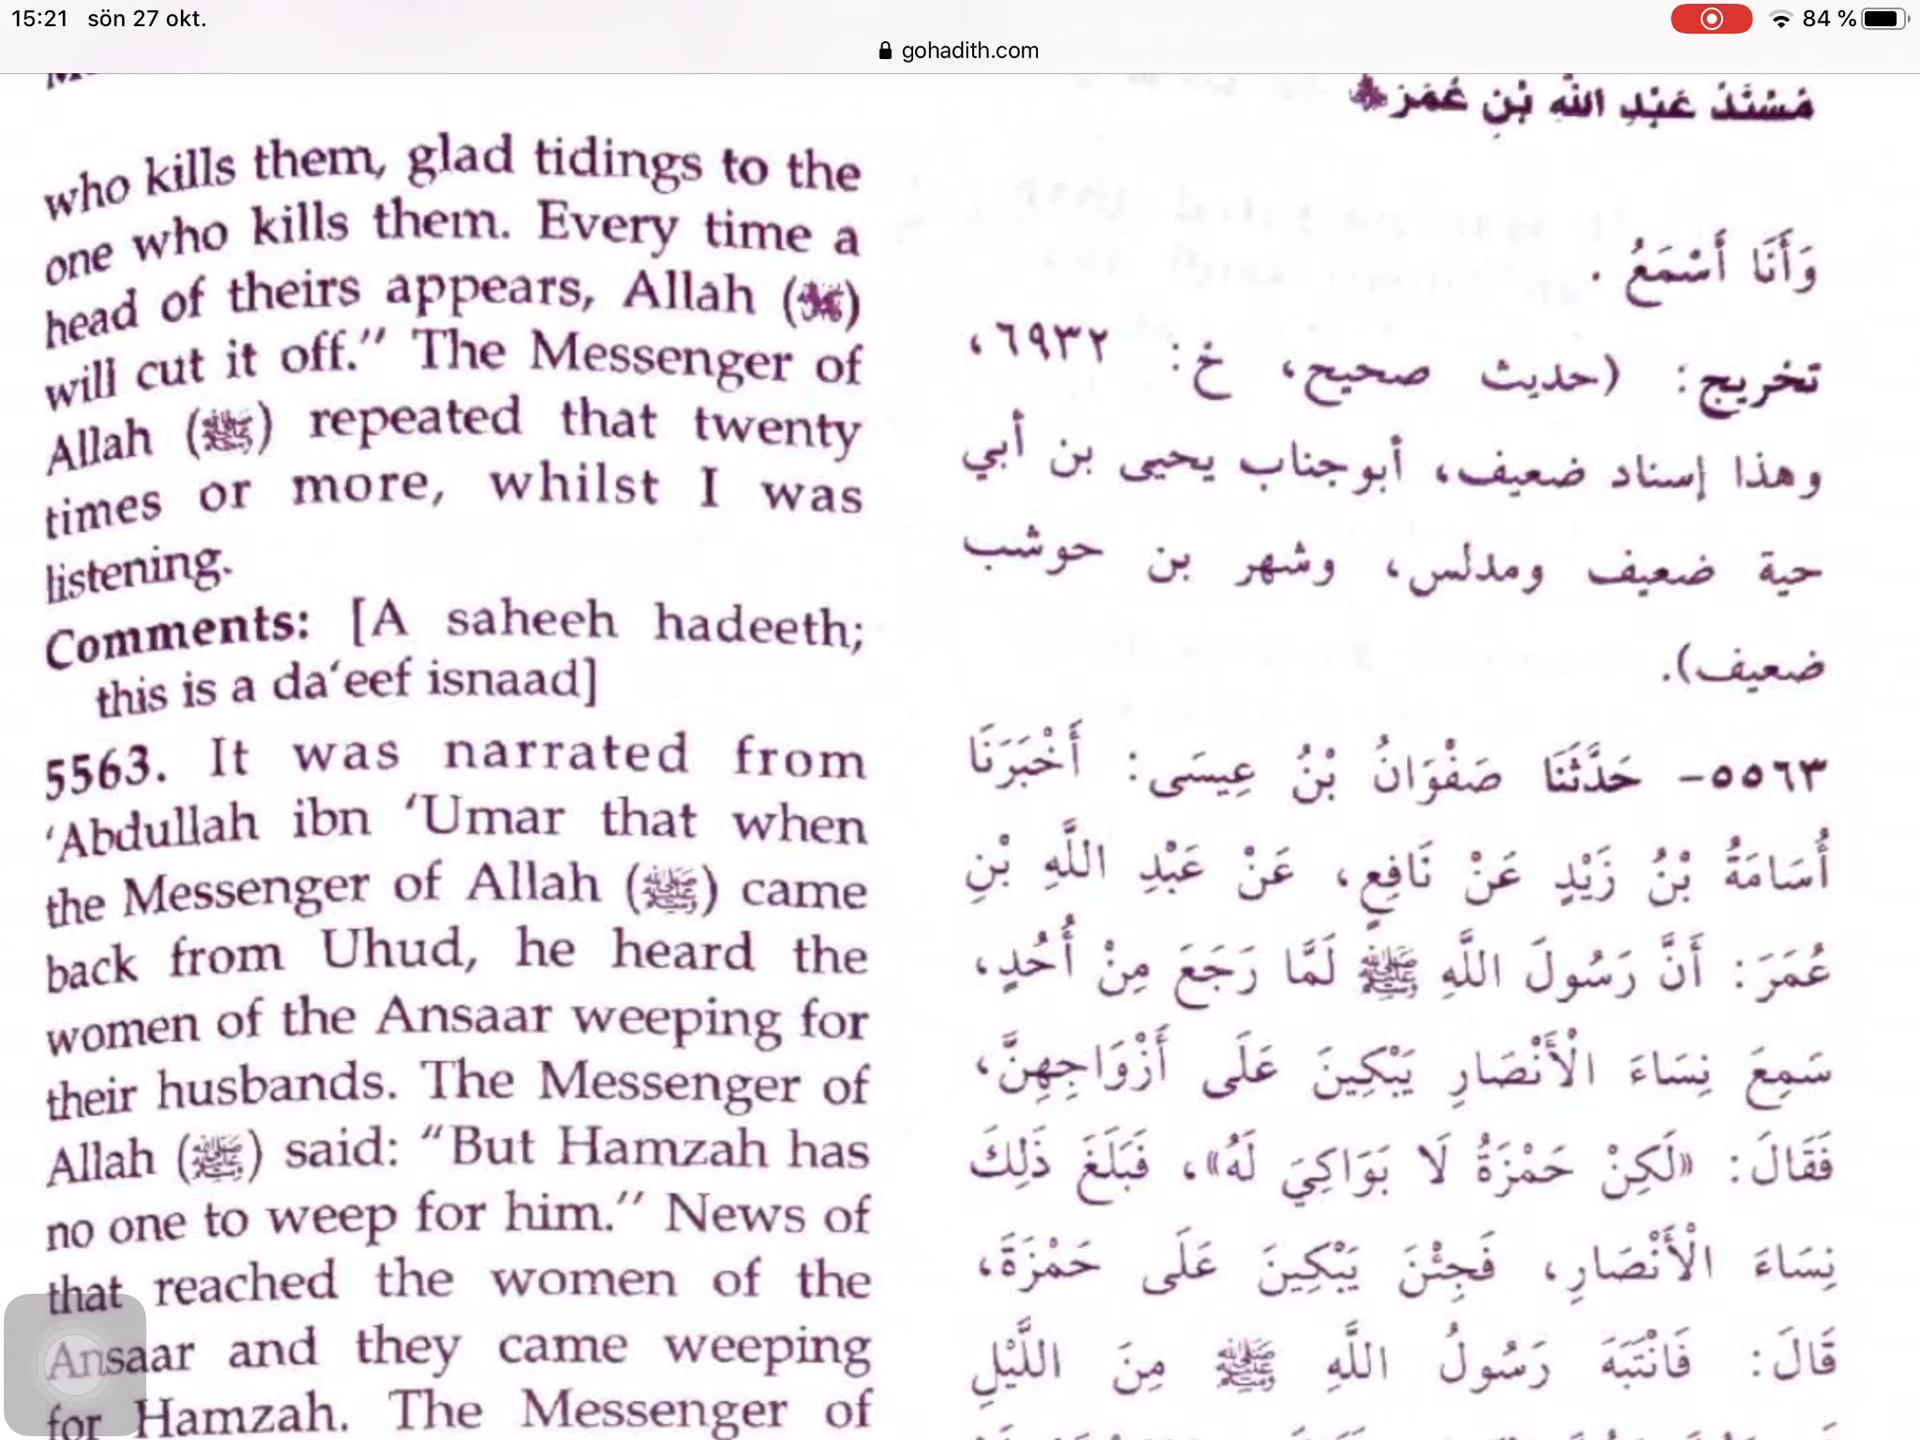 15:21 sön 27 okt.
84 %
gohadith.com
who kills them, glad tidings to the
one who kills them. Every time a
head of theirs appears, Allah (ﷻ)
will cut it off." The Messenger of
Allah (ﷺ) repeated that twenty
times or more, whilst I was
listening.
Comments: [A saheeh hadeeth;
this is a da‘eef isnaad]
5563. It was narrated from
‘Abdullah ibn ‘Umar that when
the Messenger of Allah (ﷺ) came
back from Uhud, he heard the
women of the Ansaar weeping for
their husbands. The Messenger of
Allah (ﷺ) said: “But Hamzah has
no one to weep for him.” News of
that reached the women of the
Ansaar and they came weeping
for Hamzah. The Messenger of
مُسْنَدُ عَبْدِ اللهِ بْنِ عُمَرَ
وَأَنَا أَسْمَعُ .
تخريج: (حديث صحيح، خ: ٦٩٣٢،
وهذا إسناد ضعيف، أبوجناب يحيى بن أبي
حية ضعيف ومدلس، وشهر بن حوشب
ضعيف).
٥٥٦٣- حَدَّثَنَا صَفْوَانُ بْنُ عِيسَى: أَخْبَرَنَا
أُسَامَةُ بْنُ زَيْدٍ عَنْ نَافِعٍ، عَنْ عَبْدِ اللَّهِ بْنِ
عُمَرَ: أَنَّ رَسُولَ اللَّهِ ﷺ لَمَّا رَجَعَ مِنْ أُحُدٍ،
سَمِعَ نِسَاءَ الْأَنْصَارِ يَبْكِينَ عَلَى أَزْوَاجِهِنَّ،
فَقَالَ: «لَكِنْ حَمْزَةُ لَا بَوَاكِيَ لَهُ»، فَبَلَغَ ذَلِكَ
نِسَاءَ الْأَنْصَارِ، فَجِئْنَ يَبْكِينَ عَلَى حَمْزَةَ،
قَالَ: فَانْتَبَهَ رَسُولُ اللَّهِ ﷺ مِنَ اللَّيْلِ